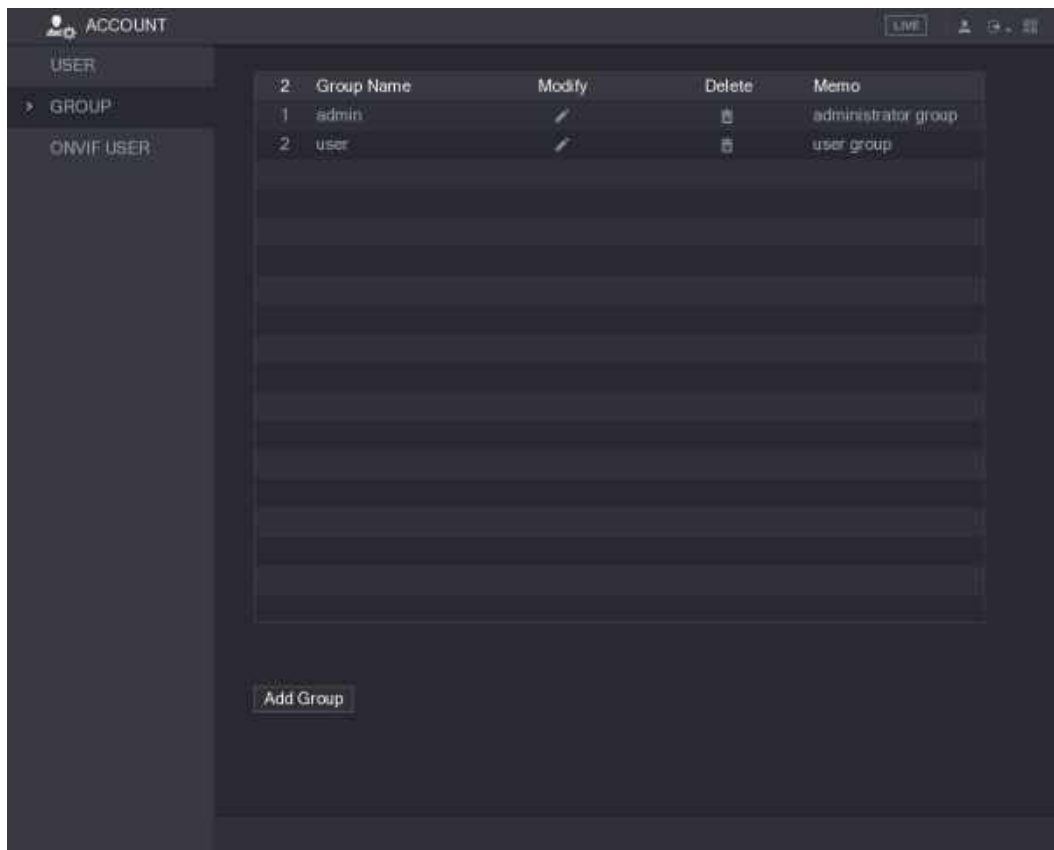 ACCOUNT LIVE
USER
GROUP
ONVIF USER
2 Group Name Modify Delete Memo
1 admin administrator group
2 user user group
Add Group